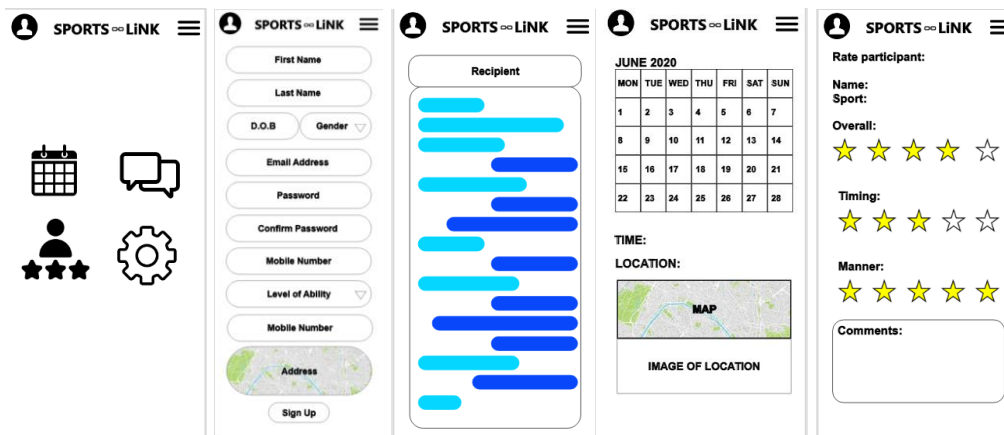 SPORTS LiNK
SPORTS LiNK
First Name
Last Name
D.O.B Gender
Email Address
Password
Confirm Password
Mobile Number
Level of Ability
Mobile Number
Address
Sign Up
SPORTS LiNK
Recipient
SPORTS LiNK
JUNE 2020
MON TUE WED THU FRI SAT SUN
1 2 3 4 5 6 7
8 9 10 11 12 13 14
15 16 17 18 19 20 21
22 23 24 25 26 27 28
TIME:
LOCATION:
MAP
IMAGE OF LOCATION
SPORTS LiNK
Rate participant:
Name:
Sport:
Overall:
Timing:
Manner:
Comments: